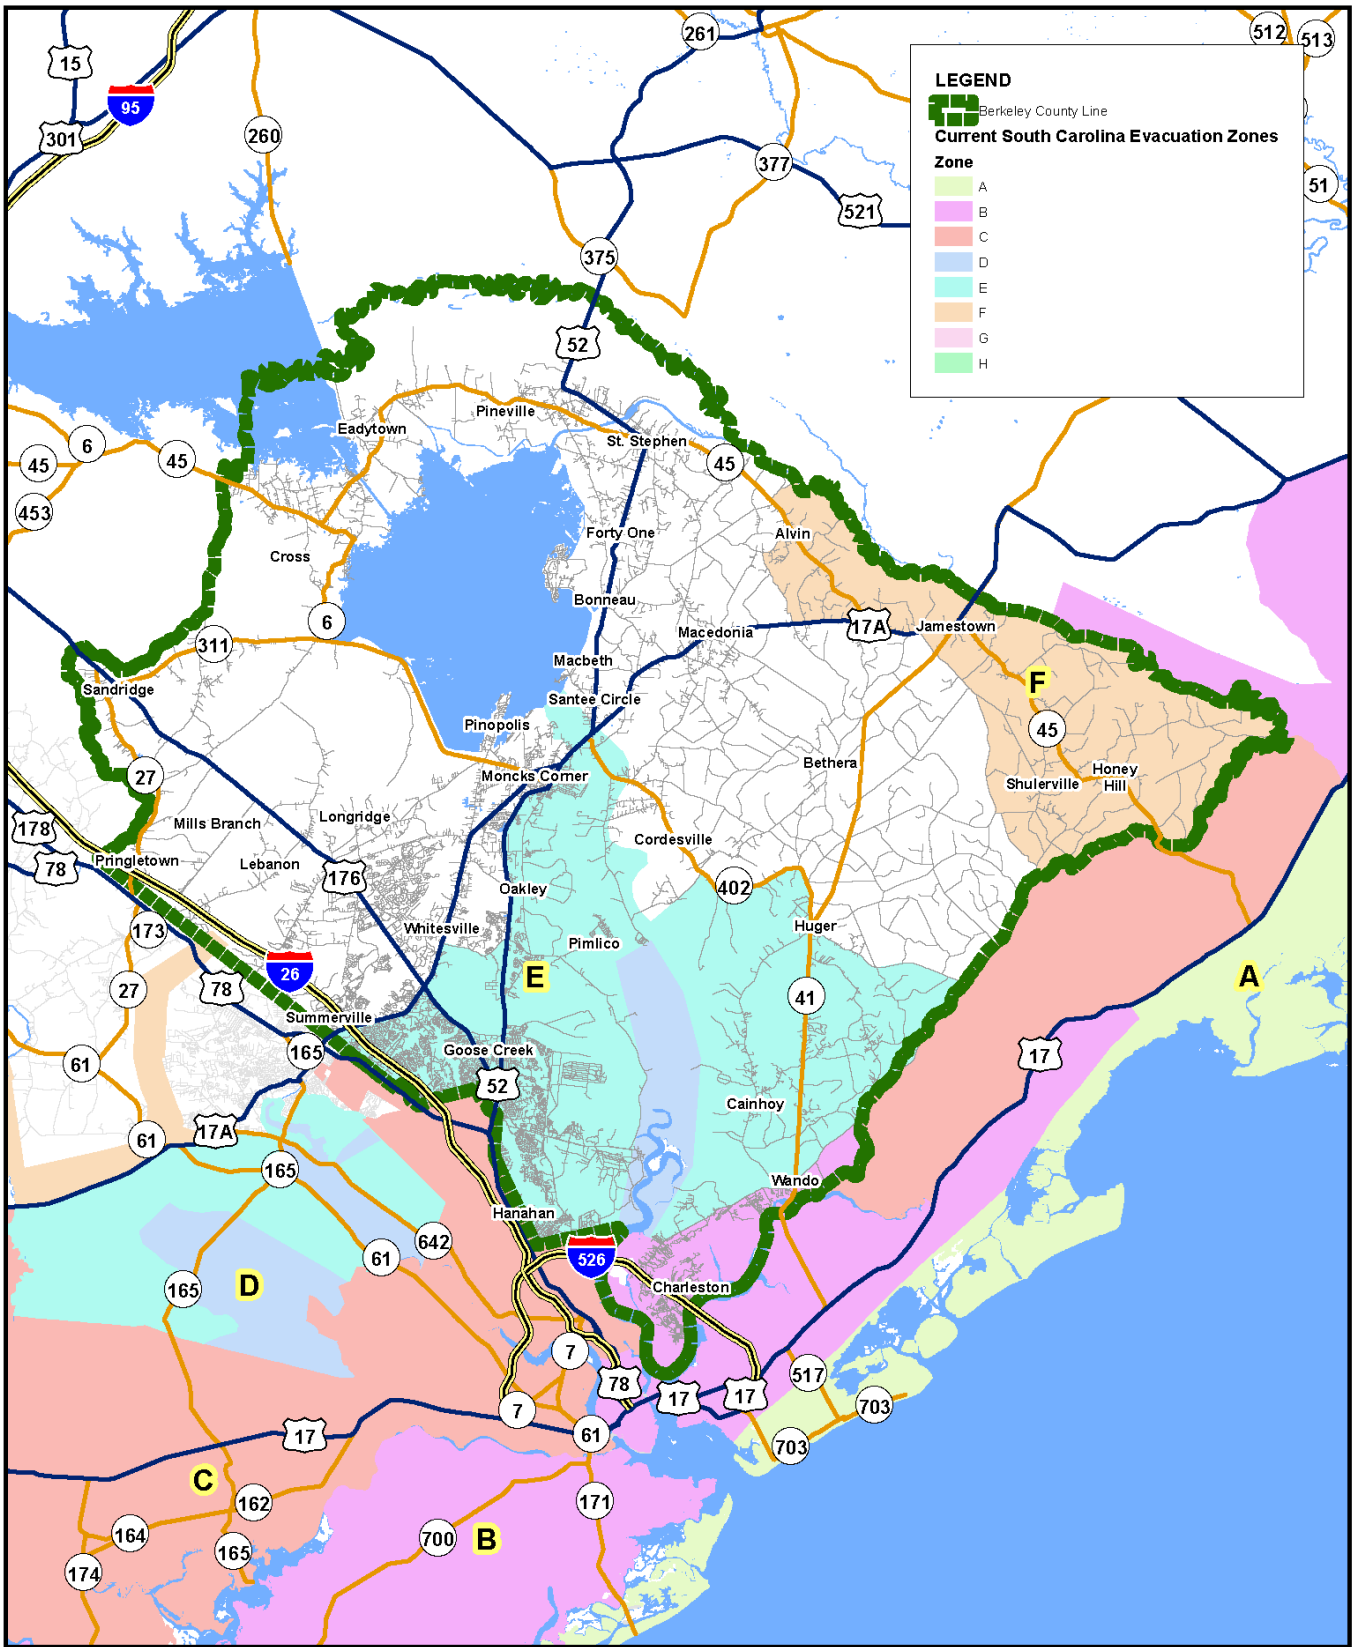 261
512
513
15
95
301
260
377
51
521
375
52
LEGEND
Berkeley County Line
Current South Carolina Evacuation Zones
Zone
A
B
C
D
E
F
G
H
Pineville
Eadytown
St. Stephen
6
45
45
45
453
Forty One
Alvin
Cross
Bonneau
6
17A
Jamestown
Macedonia
311
Macbeth
Sandridge
F
Santee Circle
Pinopolis
45
27
Moncks Corner
Bethera
Honey
Hill
Shulerville
178
Mills Branch
Longridge
Cordesville
78
Pringletown
Lebanon
176
Oakley
402
173
Whitesville
Huger
Pimlico
26
E
A
27
78
41
Summerville
165
Goose Creek
17
61
52
Cainhoy
17A
61
165
Wando
Hanahan
642
61
526
165
D
Charleston
7
78
517
17
17
703
7
17
61
703
C
162
171
164
700
B
165
174